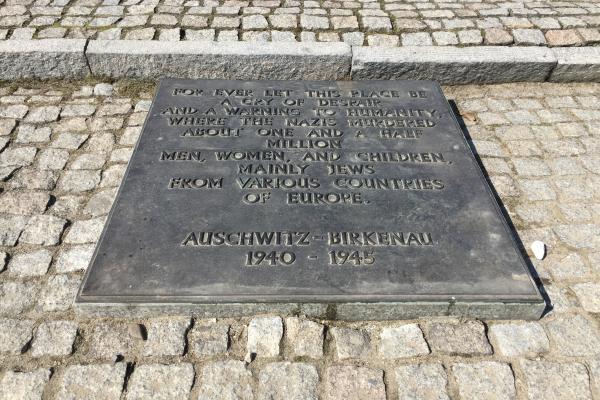 FOR EVER LET THIS PLACE BE
A CRY OF DESPAIR
AND A WARNING TO HUMANITY,
WHERE THE NAZIS MURDERED
ABOUT ONE AND A HALF
MILLION
MEN, WOMEN, AND CHILDREN,
MAINLY JEWS
FROM VARIOUS COUNTRIES
OF EUROPE.
AUSCHWITZ - BIRKENAU
1940 - 1945